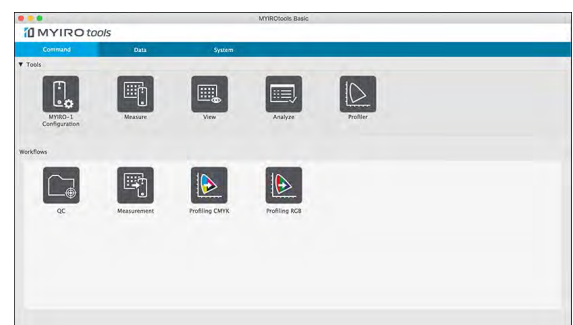 MYIROtools Basic
MYIRO tools
Command Data System
▼ Tools
MYIRO-1 Configuration
Measure
View
Analyze
Profiler
Workflows
QC
Measurement
Profiling CMYK
Profiling RGB